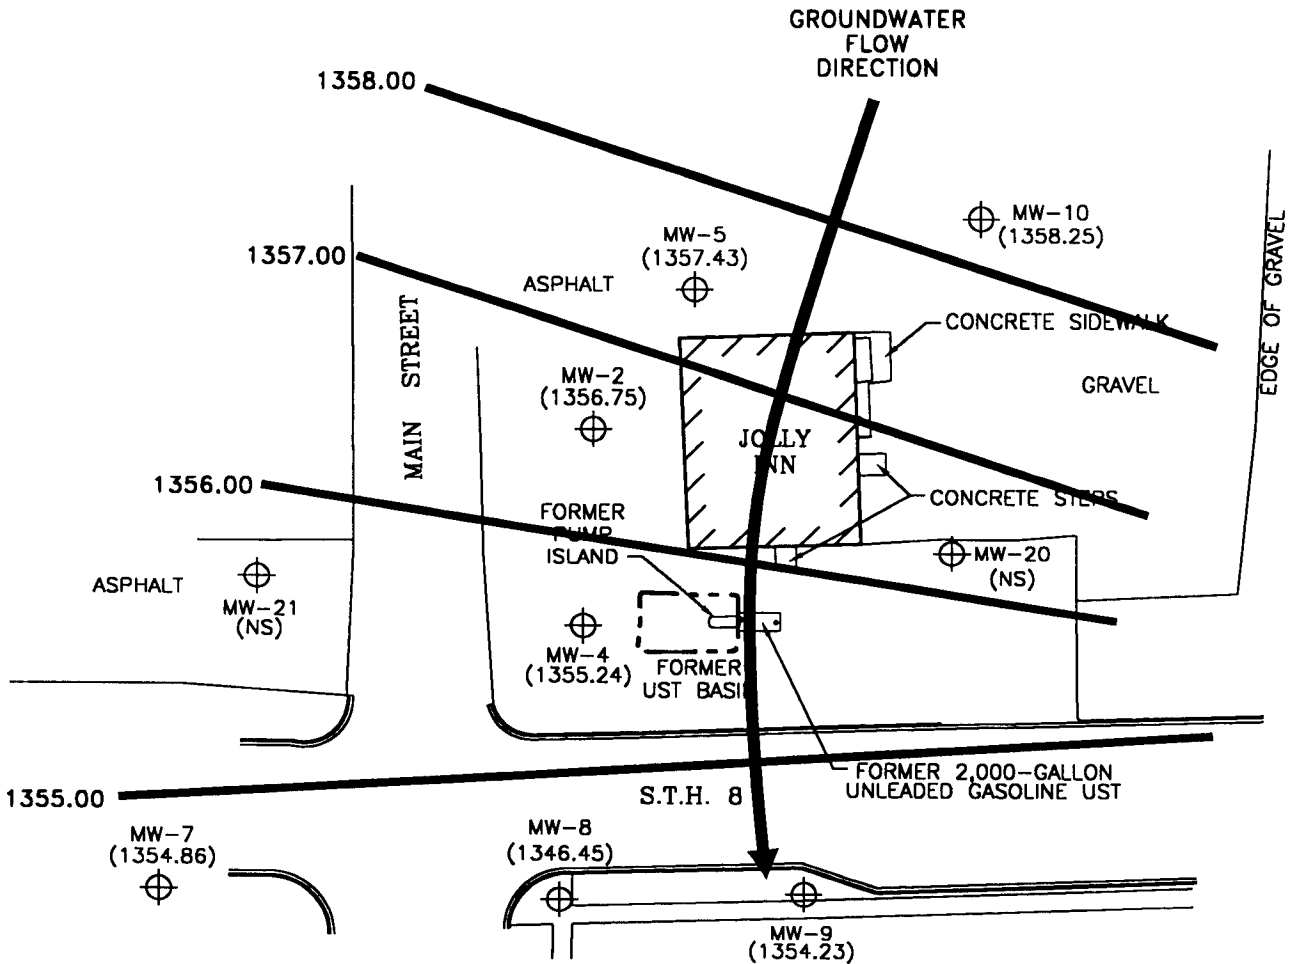 GROUNDWATER
FLOW
DIRECTION
1358.00
MW-10
(1358.25)
MW-5
(1357.43)
1357.00
ASPHALT
EDGE OF GRAVEL
CONCRETE SIDEWALK
MAIN STREET
MW-2
(1356.75)
GRAVEL
JOLLY
INN
1356.00
CONCRETE STEPS
FORMER
PUMP
ISLAND
MW-20
(NS)
ASPHALT
MW-21
(NS)
MW-4
(1355.24)
FORMER
UST BASIN
1355.00
FORMER 2,000-GALLON
UNLEADED GASOLINE UST
S.T.H. 8
MW-7
(1354.86)
MW-8
(1346.45)
MW-9
(1354.23)